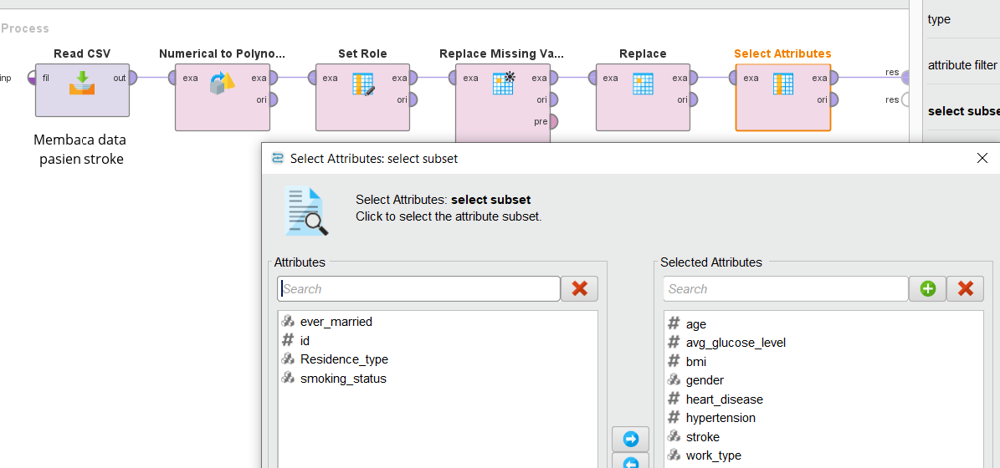 Process
type
Read CSV
Numerical to Polyno...
Set Role
Replace Missing Va...
Replace
Select Attributes
attribute filter
inp
fil
out
exa
exa
ori
exa
exa
ori
exa
exa
ori
pre
exa
exa
ori
exa
exa
ori
res
res
select subse
Membaca data
pasien stroke
Select Attributes: select subset
Select Attributes: select subset
Click to select the attribute subset.
Attributes
Search
ever_married
id
Residence_type
smoking_status
Selected Attributes
Search
age
avg_glucose_level
bmi
gender
heart_disease
hypertension
stroke
work_type